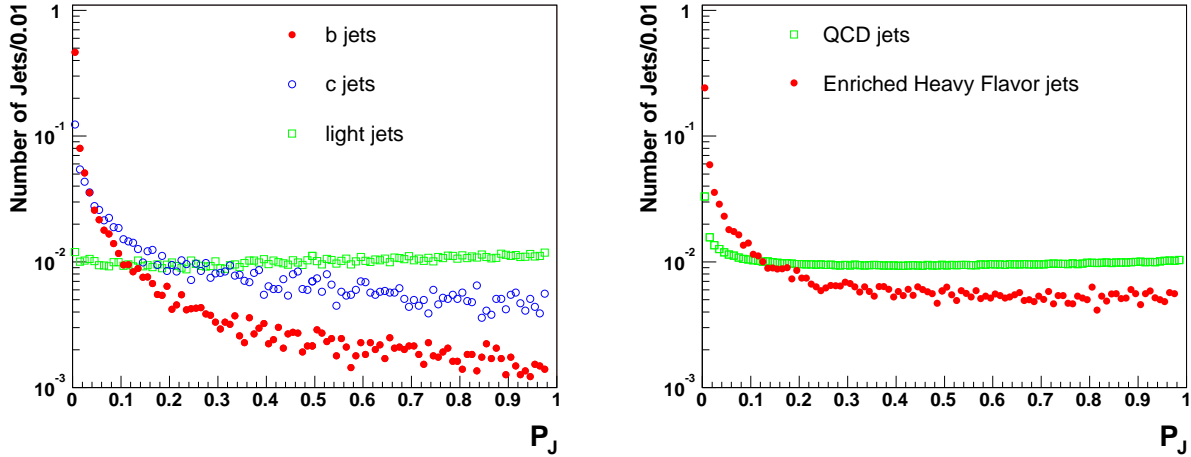 Number of Jets/0.01
1
10-1
10-2
10-3
b jets
c jets
light jets
0 0.1 0.2 0.3 0.4 0.5 0.6 0.7 0.8 0.9 1
PJ
Number of Jets/0.01
1
10-1
10-2
10-3
QCD jets
Enriched Heavy Flavor jets
0 0.1 0.2 0.3 0.4 0.5 0.6 0.7 0.8 0.9 1
PJ